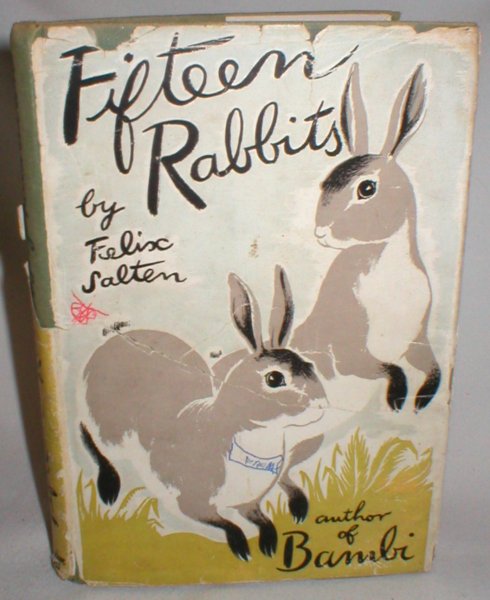 Fifteen
Rabbits
by
Felix
Salten
author
of
Bambi